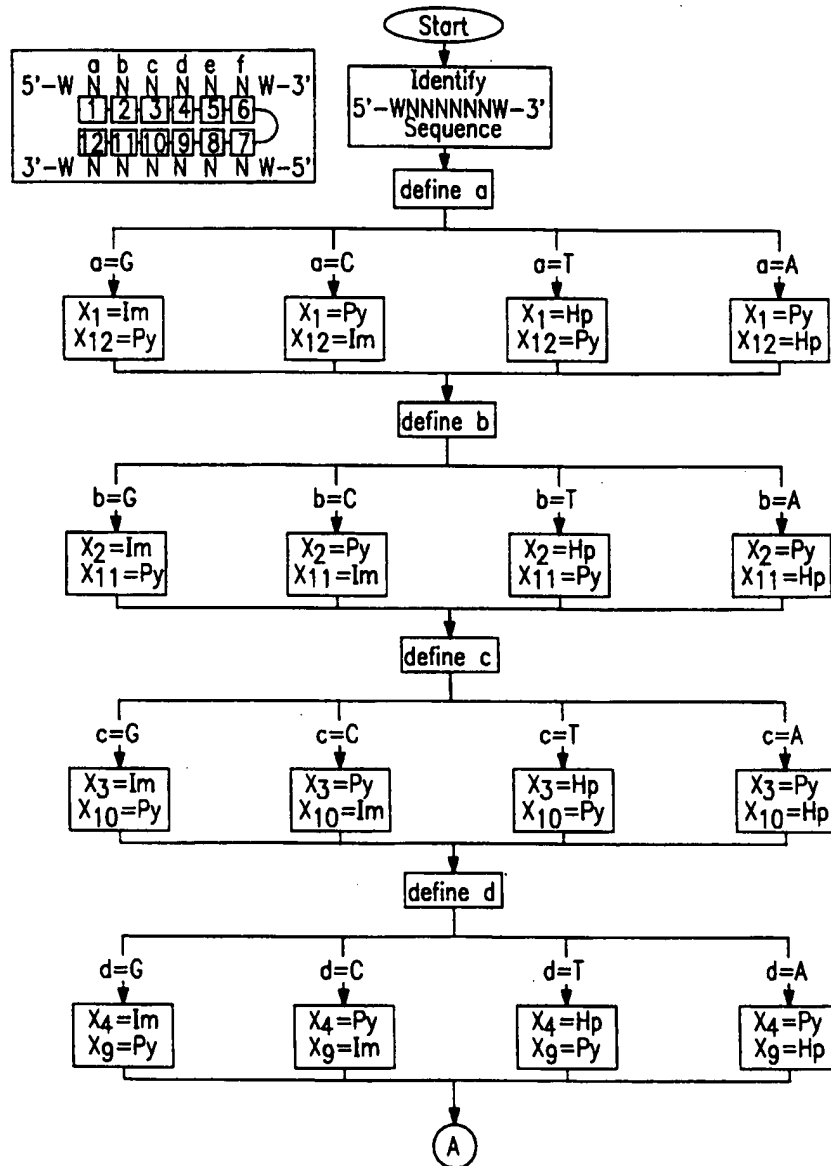 Start
a b c d e f
5'-W N N N N N N W-3'
1 2 3 4 5 6
12 11 10 9 8 7
3'-W N N N N N N W-5'
Identify
5'-WNNNNNNW-3'
Sequence
define a
a=G a=C a=T a=A
X1=Im X1=Py X1=Hp X1=Py
X12=Py X12=Im X12=Py X12=Hp
define b
b=G b=C b=T b=A
X2=Im X2=Py X2=Hp X2=Py
X11=Py X11=Im X11=Py X11=Hp
define c
c=G c=C c=T c=A
X3=Im X3=Py X3=Hp X3=Py
X10=Py X10=Im X10=Py X10=Hp
define d
d=G d=C d=T d=A
X4=Im X4=Py X4=Hp X4=Py
X9=Py X9=Im X9=Py X9=Hp
A